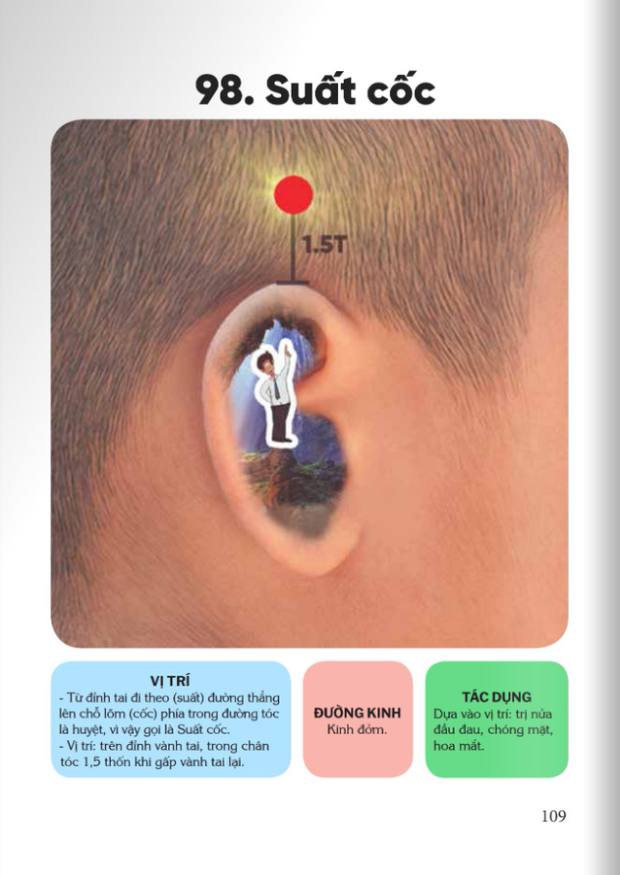 98. Suất cốc
1.5T
VỊ TRÍ
- Từ đỉnh tai đi theo (suất) đường thẳng
lên chỗ lõm (cốc) phía trong đường tóc
là huyệt, vì vậy gọi là Suất cốc.
- Vị trí: trên đỉnh vành tai, trong chân
tóc 1,5 thốn khi gấp vành tai lại.
ĐƯỜNG KINH
Kinh đởm.
TÁC DỤNG
Dựa vào vị trí: trị nửa
đầu đau, chóng mặt,
hoa mắt.
109